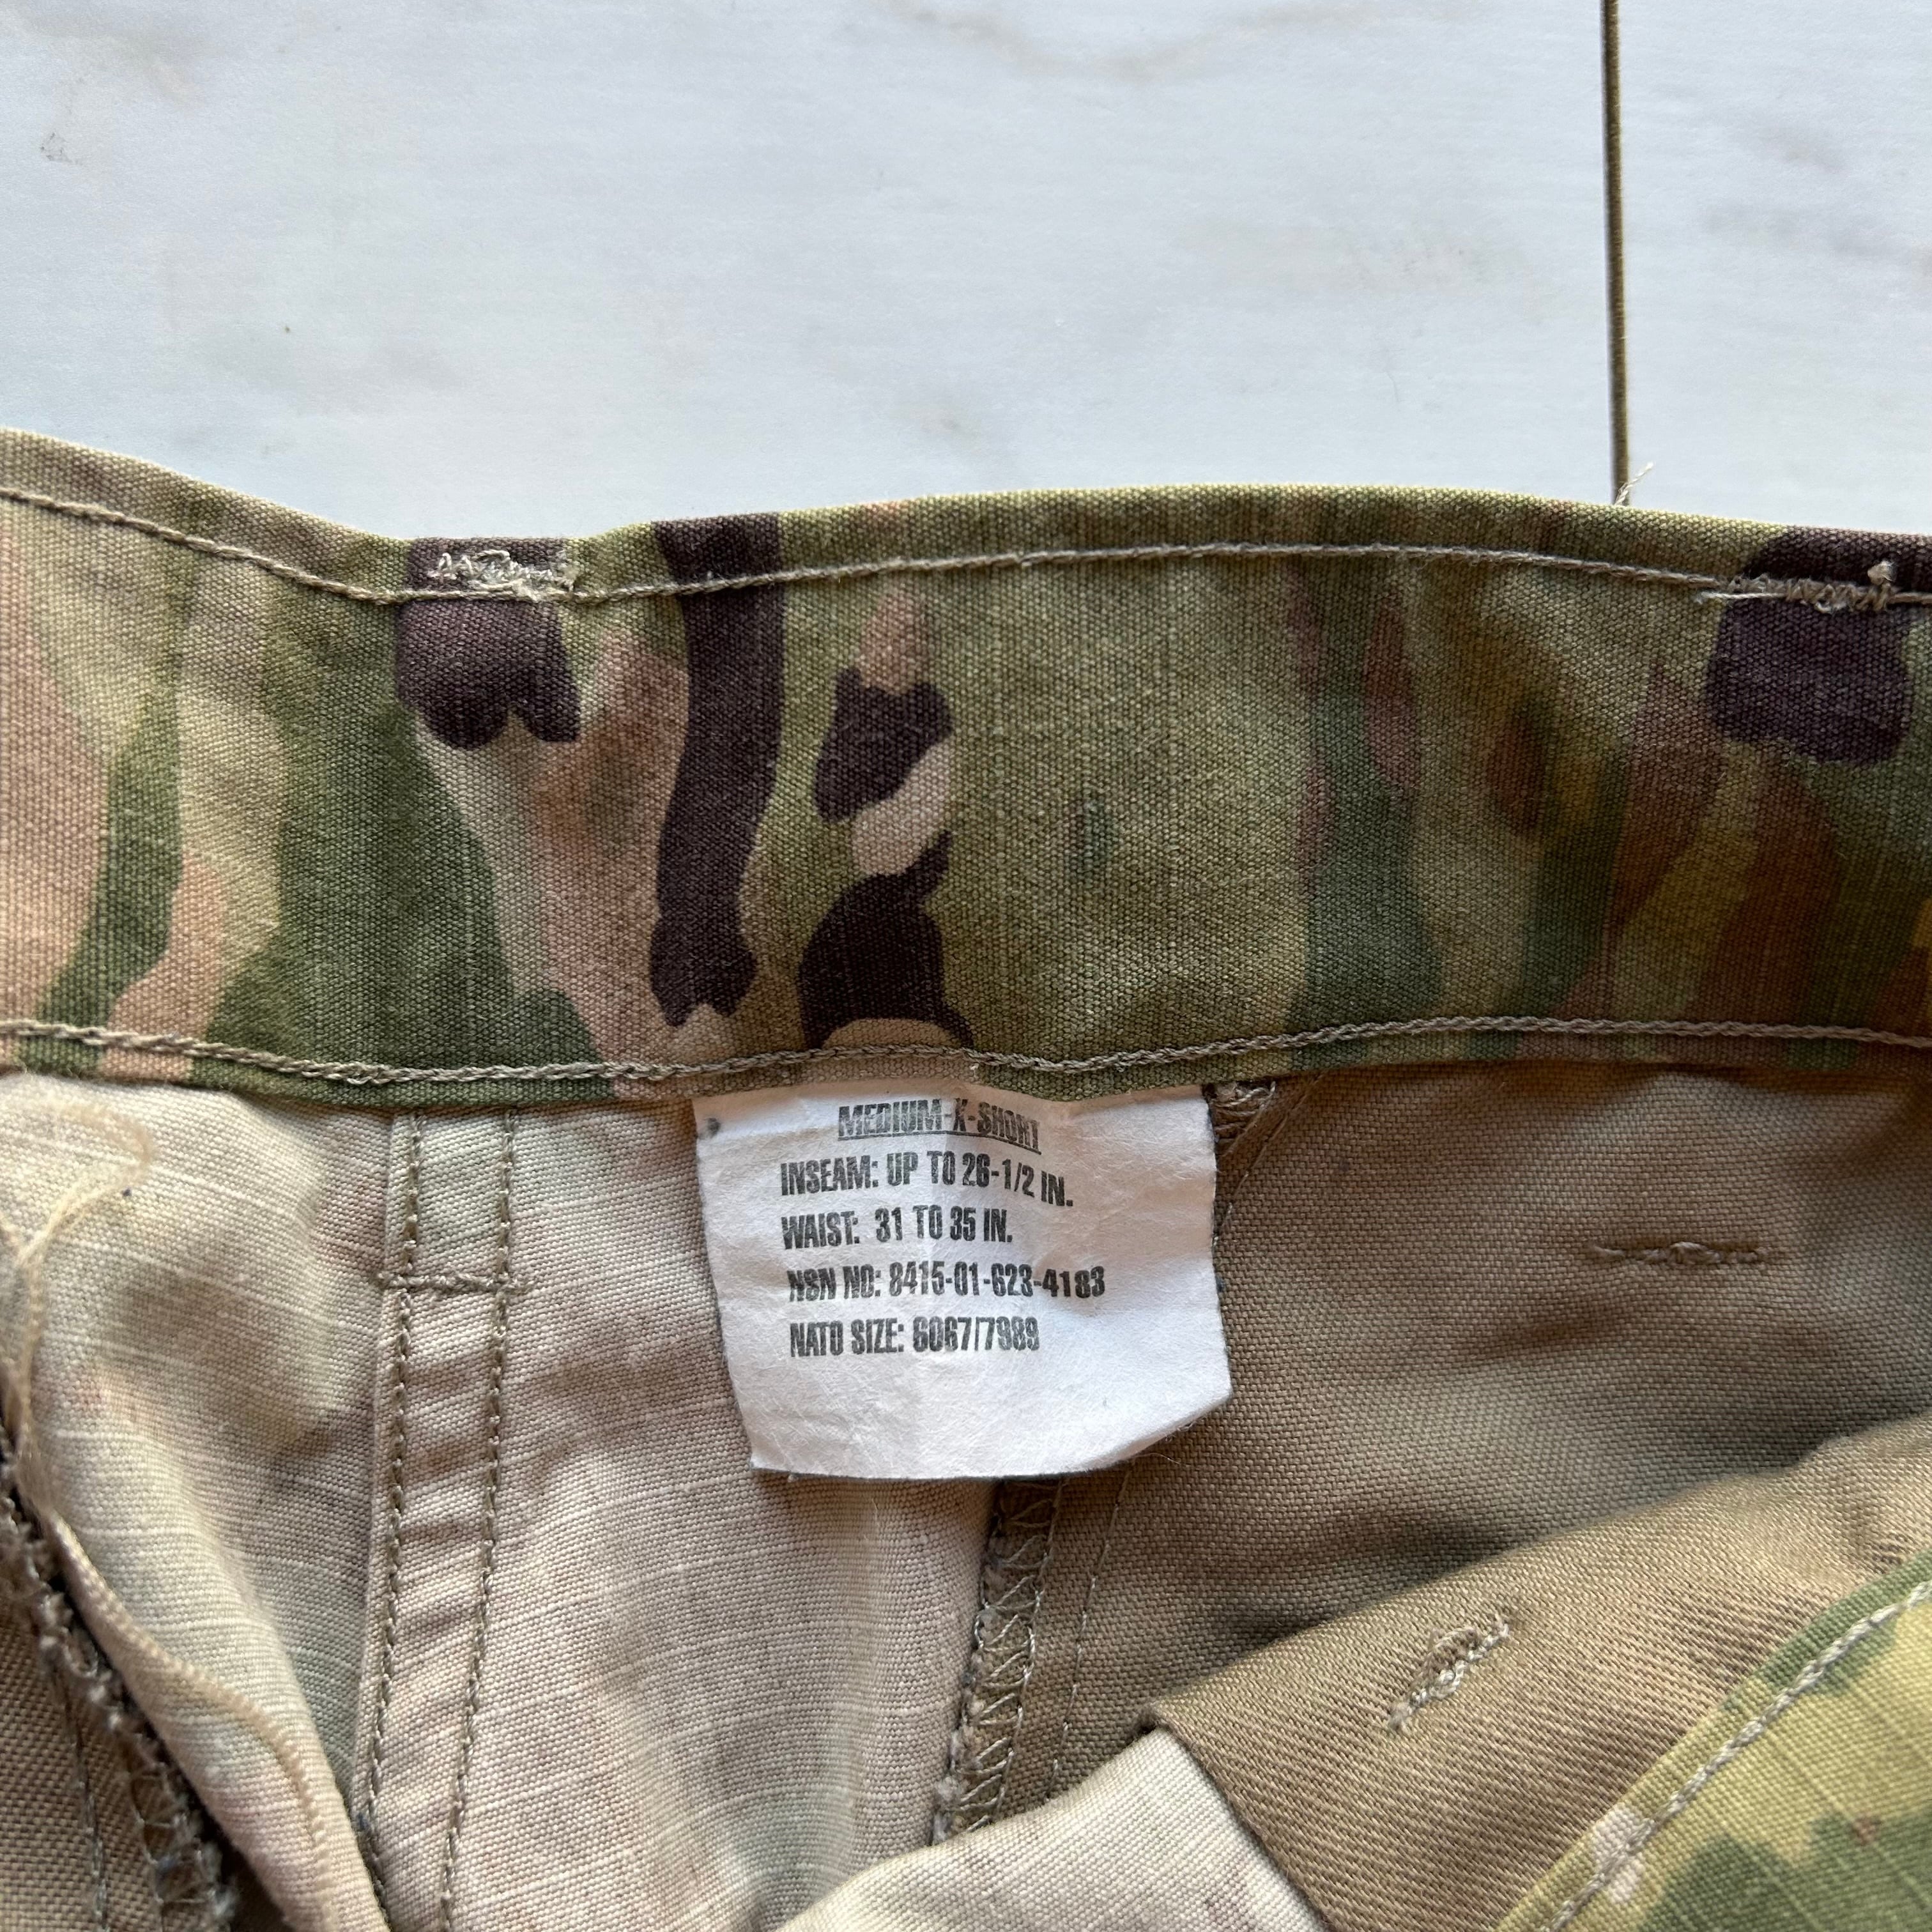 MEDIUM-X-SHORT
INSEAM: UP TO 26-1/2 IN.
WAIST: 31 TO 35 IN.
NSN NO: 8415-01-623-4183
NATO SIZE: 6067/7989